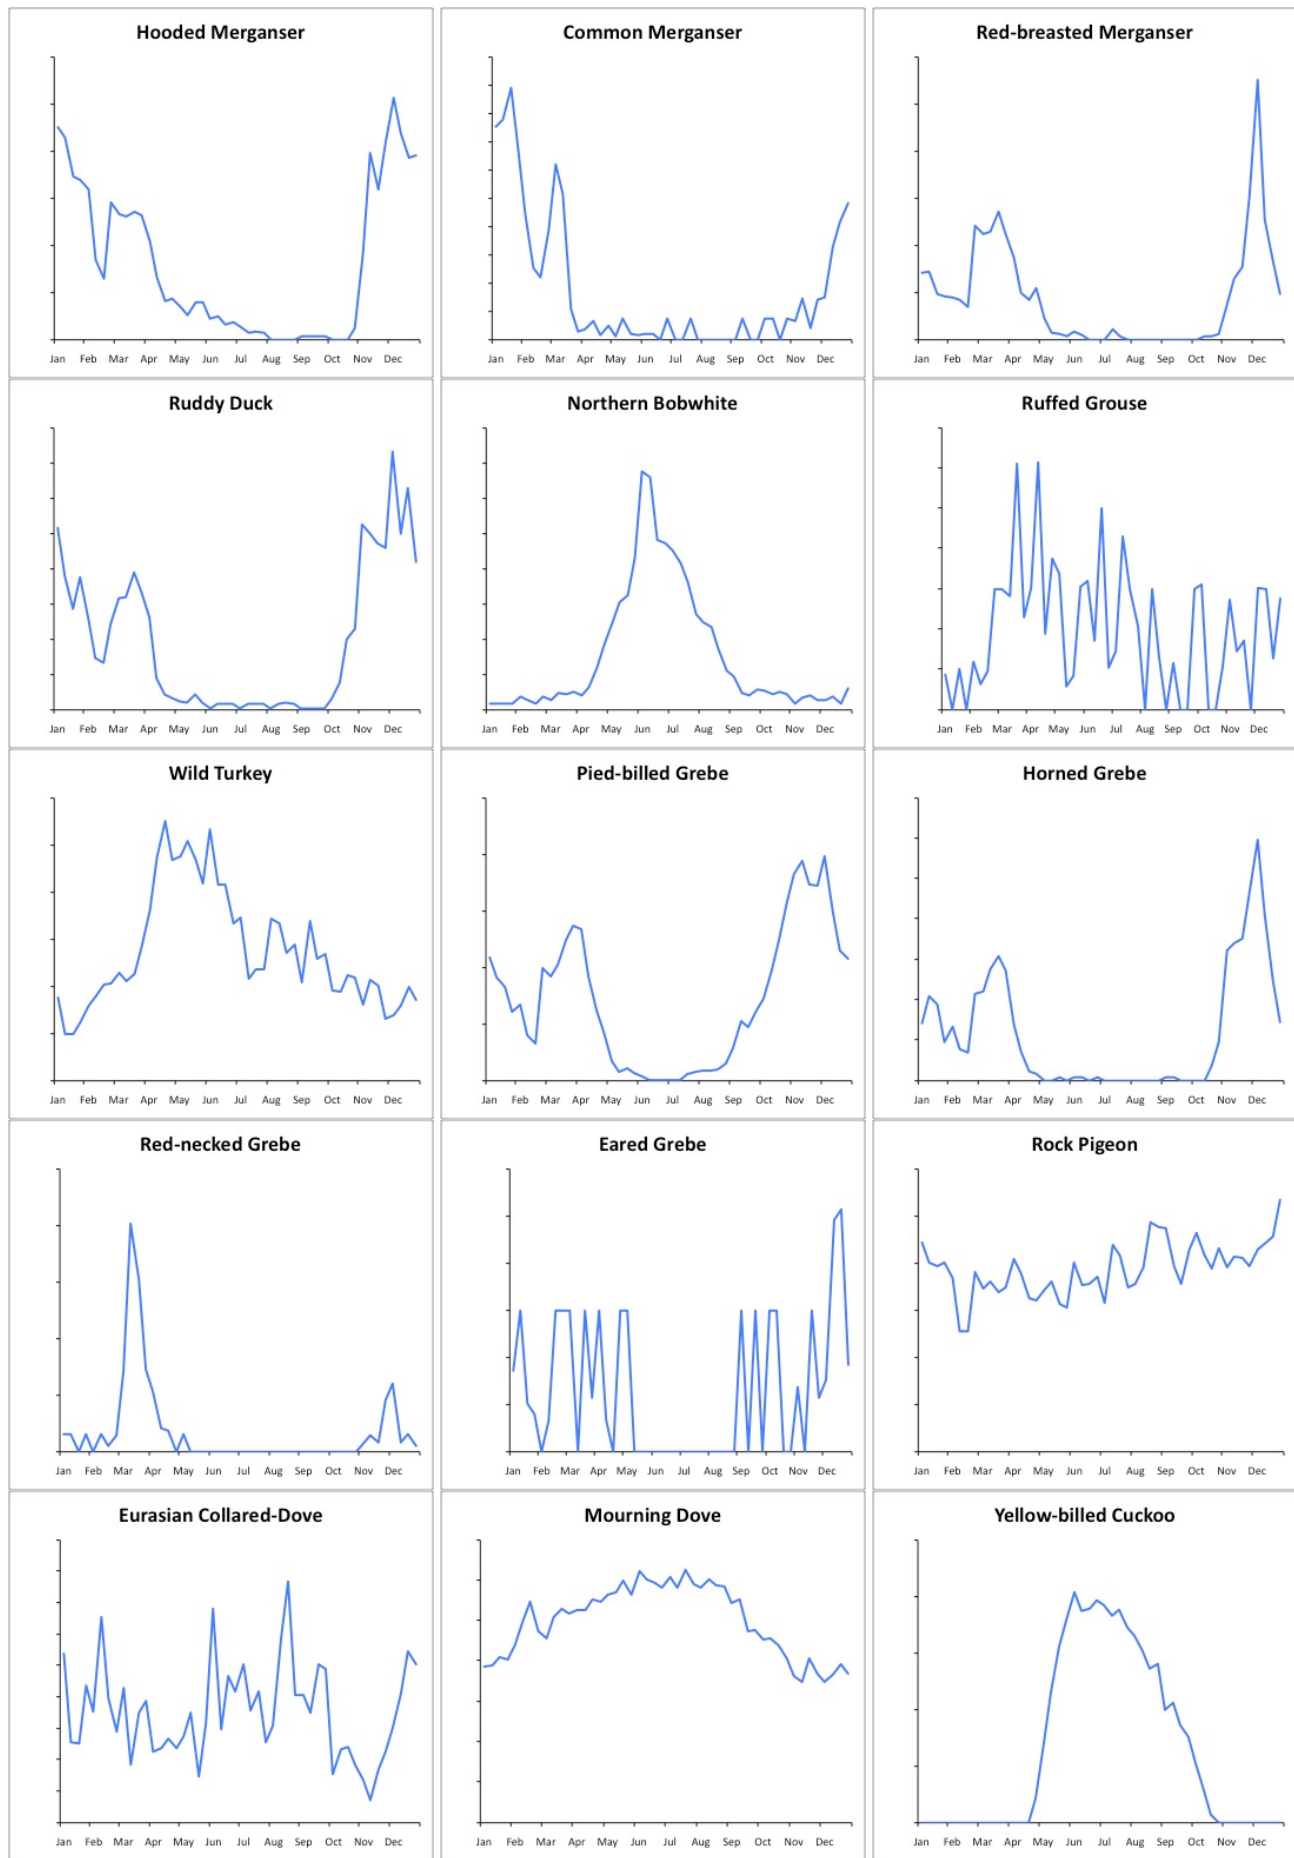 Hooded Merganser
Common Merganser
Red-breasted Merganser
Jan Feb Mar Apr May Jun Jul Aug Sep Oct Nov Dec
Jan Feb Mar Apr May Jun Jul Aug Sep Oct Nov Dec
Jan Feb Mar Apr May Jun Jul Aug Sep Oct Nov Dec
Ruddy Duck
Northern Bobwhite
Ruffed Grouse
Jan Feb Mar Apr May Jun Jul Aug Sep Oct Nov Dec
Jan Feb Mar Apr May Jun Jul Aug Sep Oct Nov Dec
Jan Feb Mar Apr May Jun Jul Aug Sep Oct Nov Dec
Wild Turkey
Pied-billed Grebe
Horned Grebe
Jan Feb Mar Apr May Jun Jul Aug Sep Oct Nov Dec
Jan Feb Mar Apr May Jun Jul Aug Sep Oct Nov Dec
Jan Feb Mar Apr May Jun Jul Aug Sep Oct Nov Dec
Red-necked Grebe
Eared Grebe
Rock Pigeon
Jan Feb Mar Apr May Jun Jul Aug Sep Oct Nov Dec
Jan Feb Mar Apr May Jun Jul Aug Sep Oct Nov Dec
Jan Feb Mar Apr May Jun Jul Aug Sep Oct Nov Dec
Eurasian Collared-Dove
Mourning Dove
Yellow-billed Cuckoo
Jan Feb Mar Apr May Jun Jul Aug Sep Oct Nov Dec
Jan Feb Mar Apr May Jun Jul Aug Sep Oct Nov Dec
Jan Feb Mar Apr May Jun Jul Aug Sep Oct Nov Dec